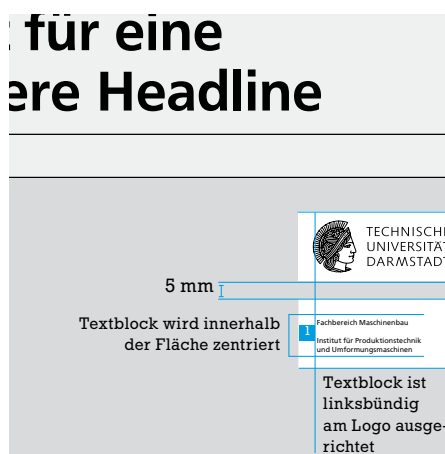 für eine
ere Headline
TECHNISCHE
UNIVERSITÄT
DARMSTADT
5 mm
Textblock wird innerhalb
der Fläche zentriert
1
Fachbereich Maschinenbau
Institut für Produktionstechnik
und Umformungsmaschinen
Textblock ist
linksbündig
am Logo ausge-
richtet